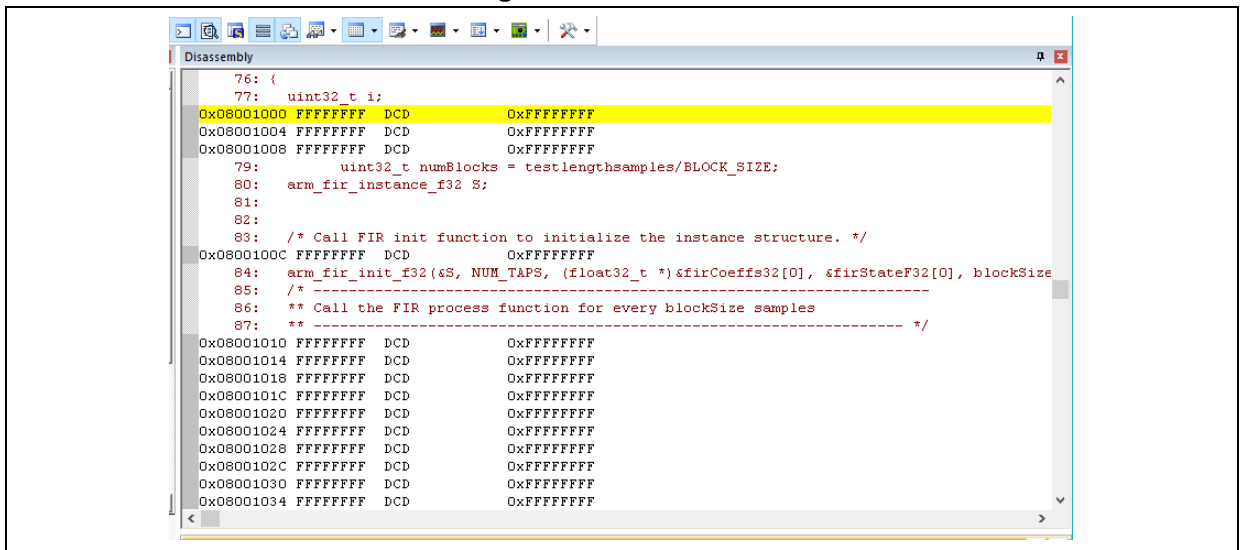 Disassembly
76: {
77: uint32_t i;
0x08001000 FFFFFFFF DCD 0xFFFFFFFF
0x08001004 FFFFFFFF DCD 0xFFFFFFFF
0x08001008 FFFFFFFF DCD 0xFFFFFFFF
79: uint32_t numBlocks = testlengthsamples/BLOCK_SIZE;
80: arm_fir_instance_f32 S;
81:
82:
83: /* Call FIR init function to initialize the instance structure. */
0x0800100C FFFFFFFF DCD 0xFFFFFFFF
84: arm_fir_init_f32(&S, NUM_TAPS, (float32_t *)&firCoeffs32[0], &firStateF32[0], blockSize
85: /* ----------------------------------------------------------------------
86: ** Call the FIR process function for every blockSize samples
87: ** ------------------------------------------------------------------- */
0x08001010 FFFFFFFF DCD 0xFFFFFFFF
0x08001014 FFFFFFFF DCD 0xFFFFFFFF
0x08001018 FFFFFFFF DCD 0xFFFFFFFF
0x0800101C FFFFFFFF DCD 0xFFFFFFFF
0x08001020 FFFFFFFF DCD 0xFFFFFFFF
0x08001024 FFFFFFFF DCD 0xFFFFFFFF
0x08001028 FFFFFFFF DCD 0xFFFFFFFF
0x0800102C FFFFFFFF DCD 0xFFFFFFFF
0x08001030 FFFFFFFF DCD 0xFFFFFFFF
0x08001034 FFFFFFFF DCD 0xFFFFFFFF